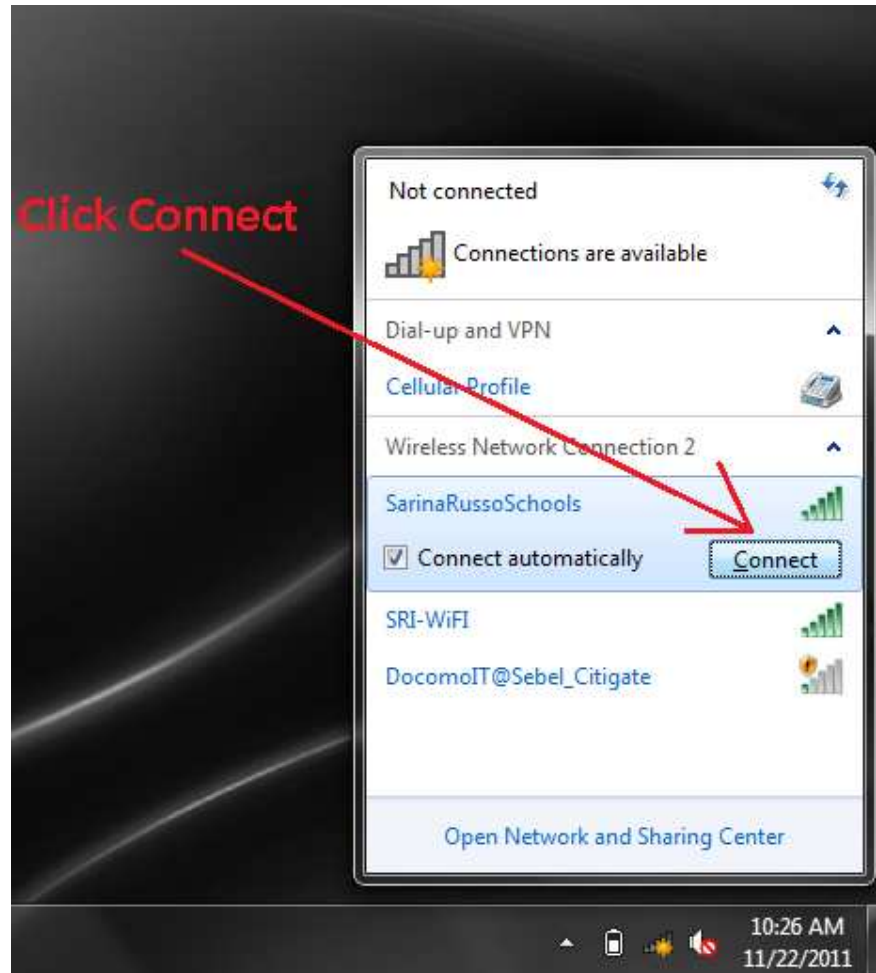 Not connected
Click Connect
Connections are available
Dial-up and VPN
Cellular Profile
Wireless Network Connection 2
SarinaRussoSchools
Connect automatically
Connect
SRI-WiFI
DocomoIT@Sebel_Citigate
Open Network and Sharing Center
10:26 AM
11/22/2011